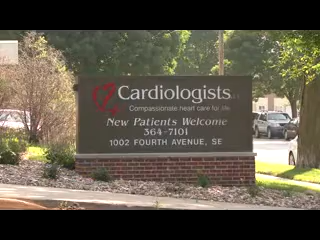 Cardiologists
Compassionate heart care for life
New Patients Welcome
364-7101
1002 FOURTH AVENUE, SE